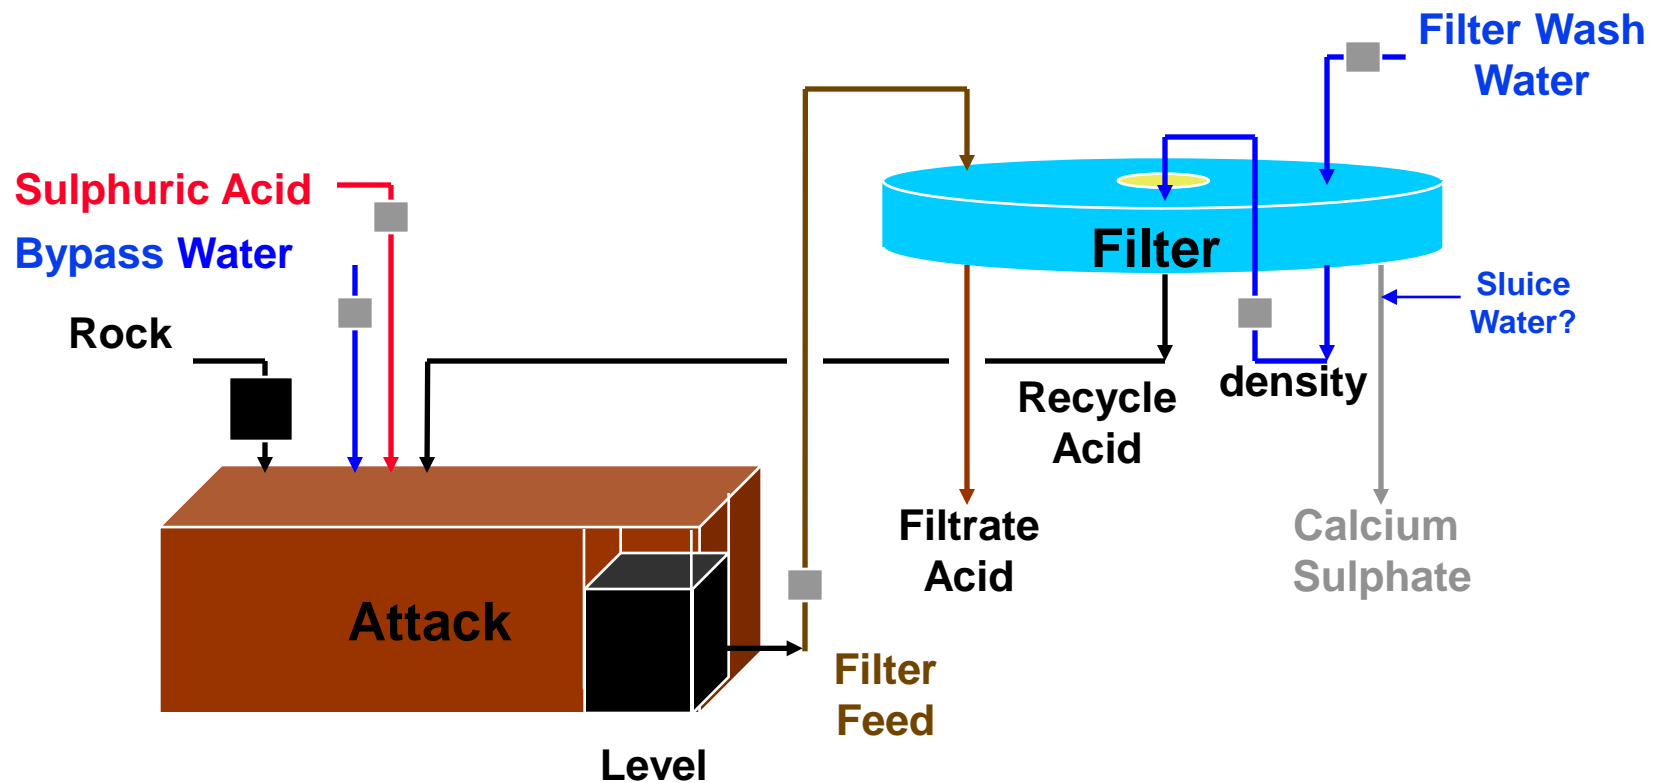 Filter Wash
Water
Sulphuric Acid
Bypass Water
Rock
Filter
Sluice
Water?
density
Recycle
Acid
Filtrate
Acid
Calcium
Sulphate
Attack
Filter
Feed
Level